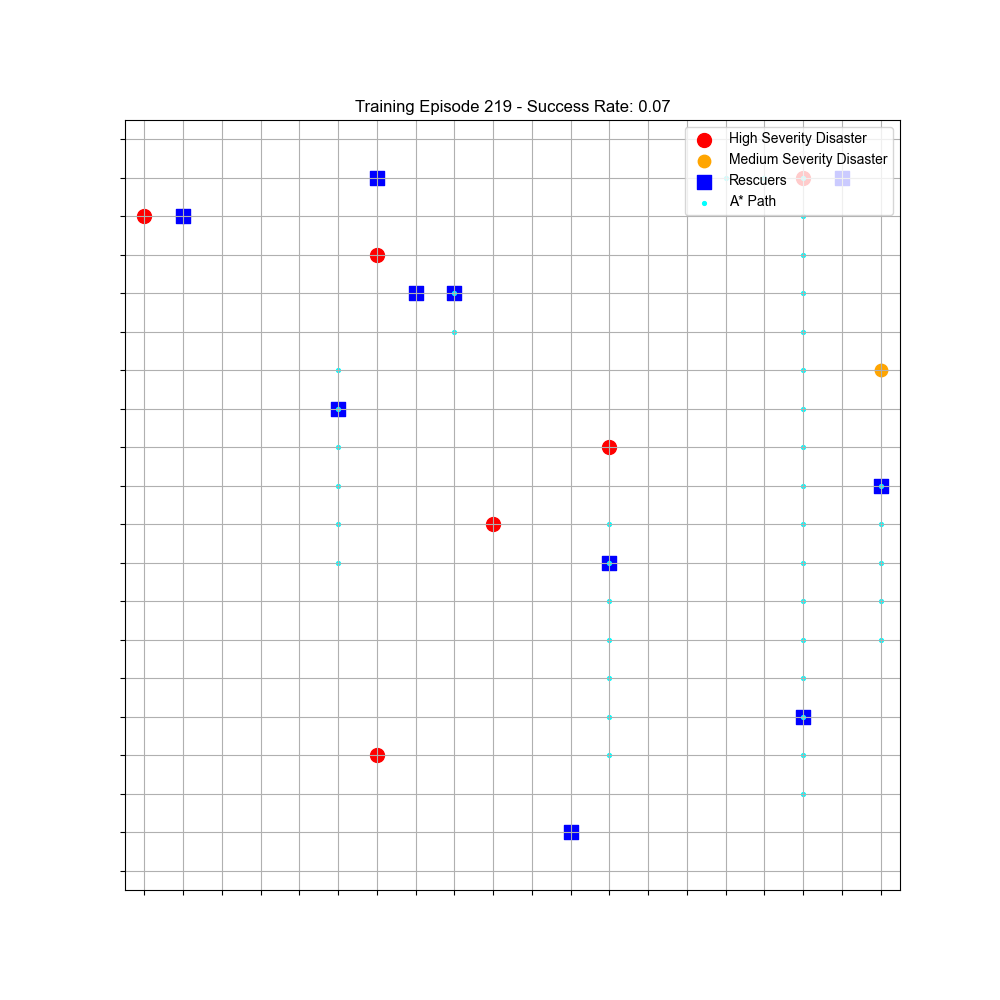 Training Episode 219 - Success Rate: 0.07
High Severity Disaster
Medium Severity Disaster
Rescuers
A* Path